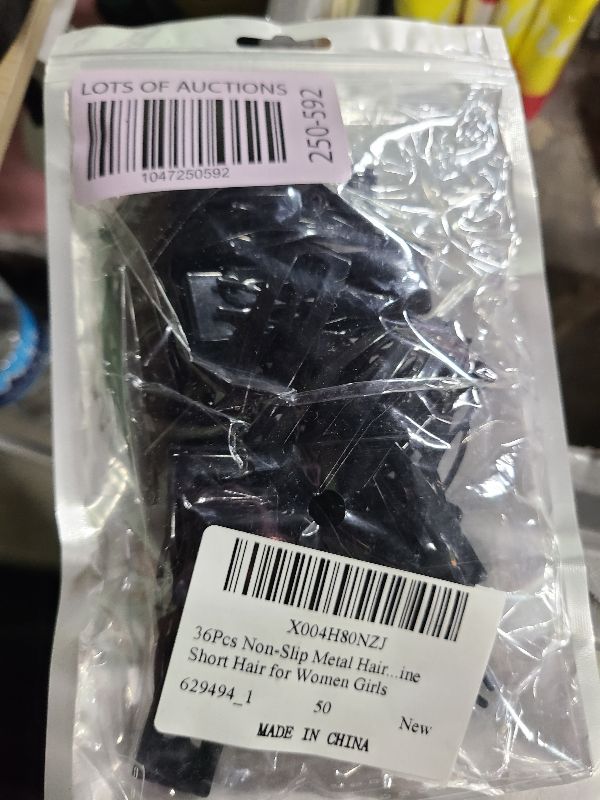 LOTS OF AUCTIONS
250-592
1047250592
X004H80NZJ
36Pcs Non-Slip Metal Hair...ine
Short Hair for Women Girls
629494_1 50 New
MADE IN CHINA